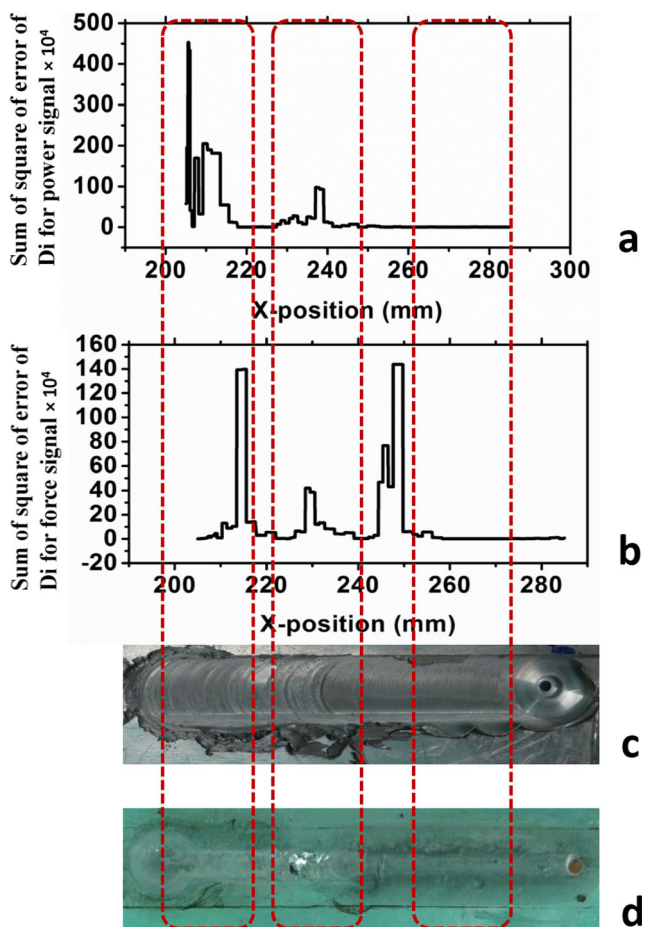 Sum of square of error of
Di for power signal × 10⁴
500
400
300
200
100
0
200 220 240 260 280 300
X-position (mm)
a
Sum of square of error of
Di for force signal × 10⁴
160
140
120
100
80
60
40
20
0
-20
200 220 240 260 280
X-position (mm)
b
c
d